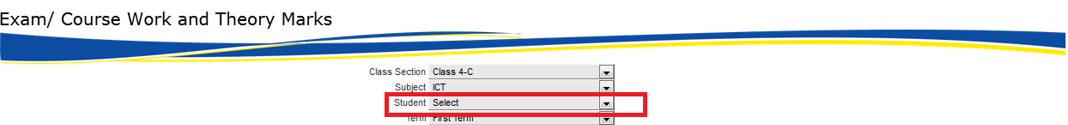 Exam/ Course Work and Theory Marks
Class Section Class 4-C
Subject ICT
Student Select
Term First Term